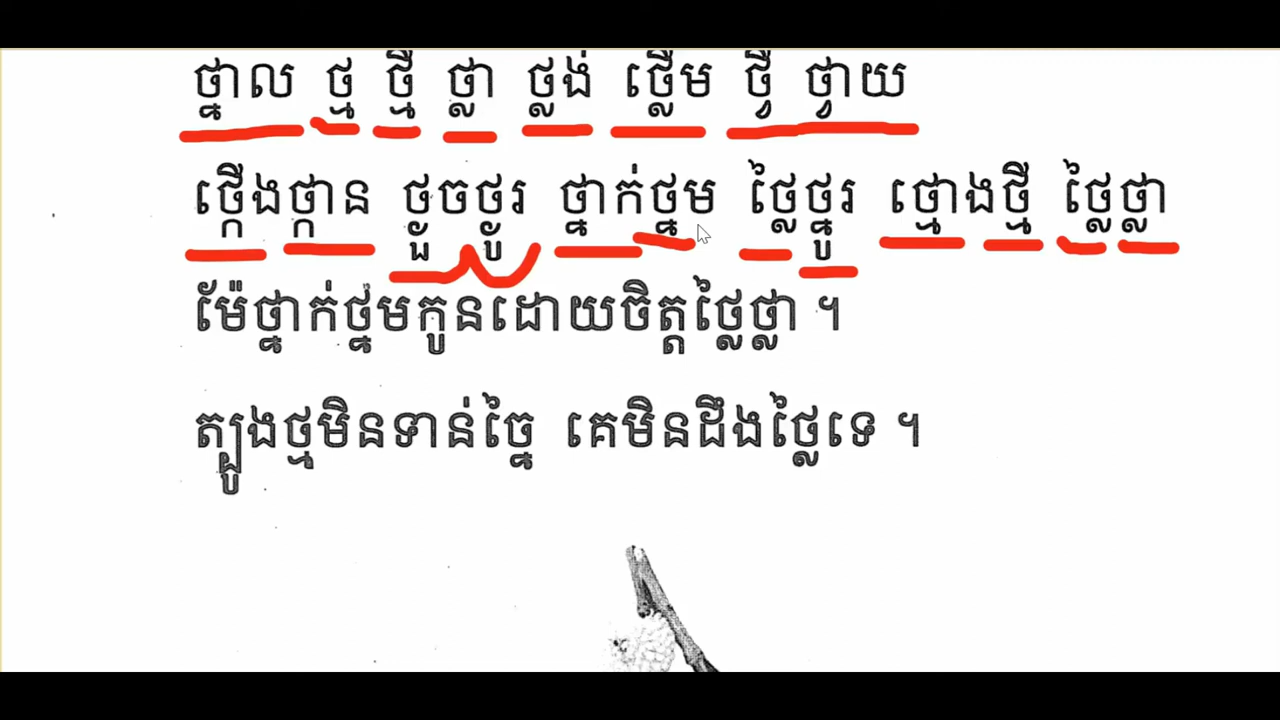 ថ្នាល ថ្ម ថ្មី ថ្លា ថ្លង់ ថ្លើម ថ្វី ថ្វាយ
ថ្កើងថ្កាន ថ្ងួចថ្ងូរ ថ្នាក់ថ្នម ថ្លៃថ្នូរ ថ្មោងថ្មី ថ្លៃថ្លា
ម៉ែថ្នាក់ថ្នមកូនដោយចិត្តថ្លៃថ្លា ។
ត្បូងថ្មមិនទាន់ច្នៃ គេមិនដឹងថ្លៃទេ ។